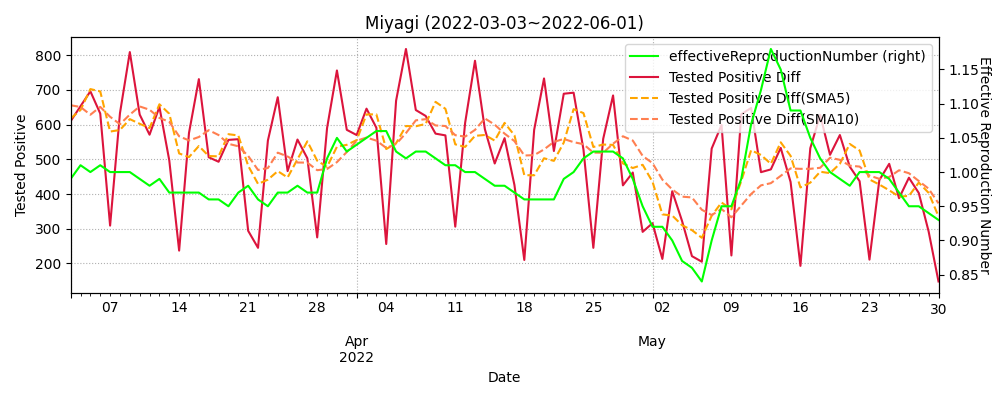 Miyagi (2022-03-03~2022-06-01)
effectiveReproductionNumber (right)
Tested Positive Diff
Tested Positive Diff(SMA5)
Tested Positive Diff(SMA10)
Tested Positive
800
700
600
500
400
300
200
1.15
1.10
1.05
1.00
0.95
0.90
0.85
Effective Reproduction Number
07 14 21 28 04 11 18 25 02 09 16 23 30
Apr May
2022
Date